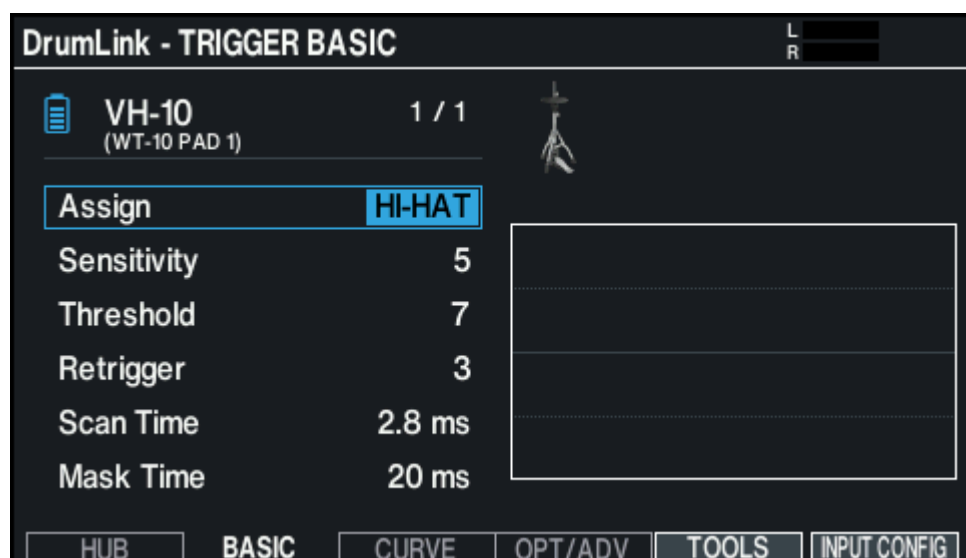 DrumLink - TRIGGER BASIC
L
R
VH-10 1 / 1
(WT-10 PAD 1)
Assign HI-HAT
Sensitivity 5
Threshold 7
Retrigger 3
Scan Time 2.8 ms
Mask Time 20 ms
HUB BASIC CURVE OPT/ADV TOOLS INPUT CONFIG